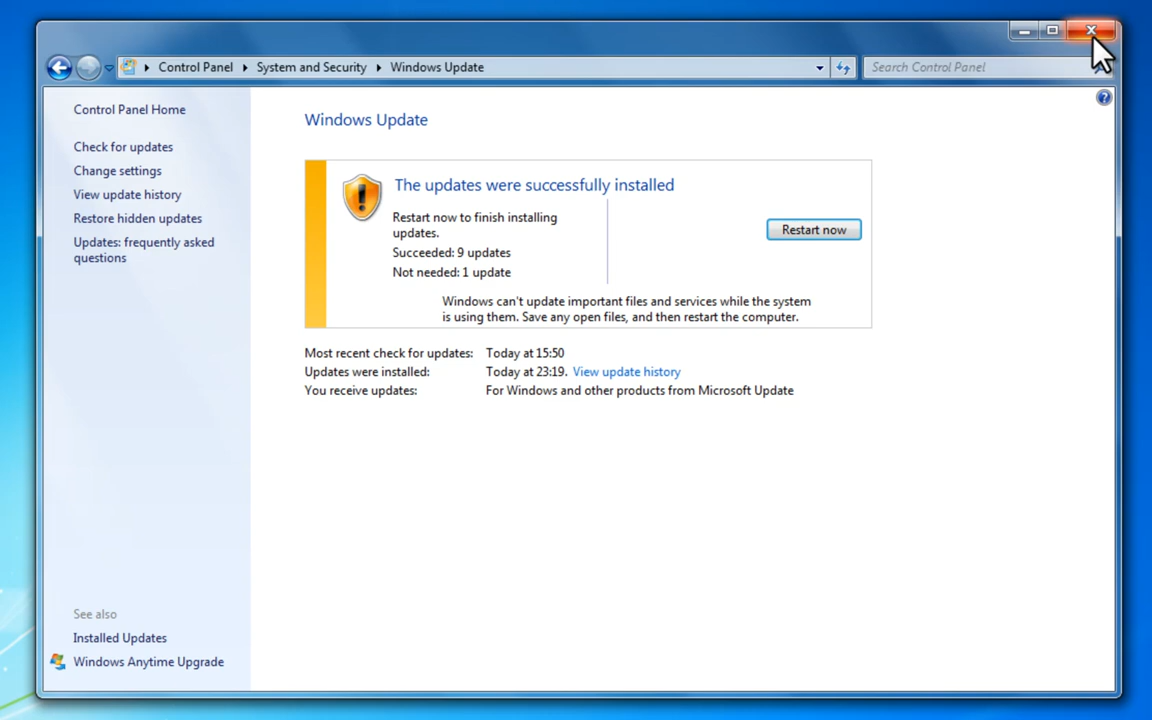 Control Panel
System and Security
Windows Update
Search Control Panel
Control Panel Home
Check for updates
Change settings
View update history
Restore hidden updates
Updates: frequently asked
questions
See also
Installed Updates
Windows Anytime Upgrade
Windows Update
The updates were successfully installed
Restart now to finish installing
updates.
Succeeded: 9 updates
Not needed: 1 update
Restart now
Windows can't update important files and services while the system
is using them. Save any open files, and then restart the computer.
Most recent check for updates: Today at 15:50
Updates were installed: Today at 23:19. View update history
You receive updates: For Windows and other products from Microsoft Update